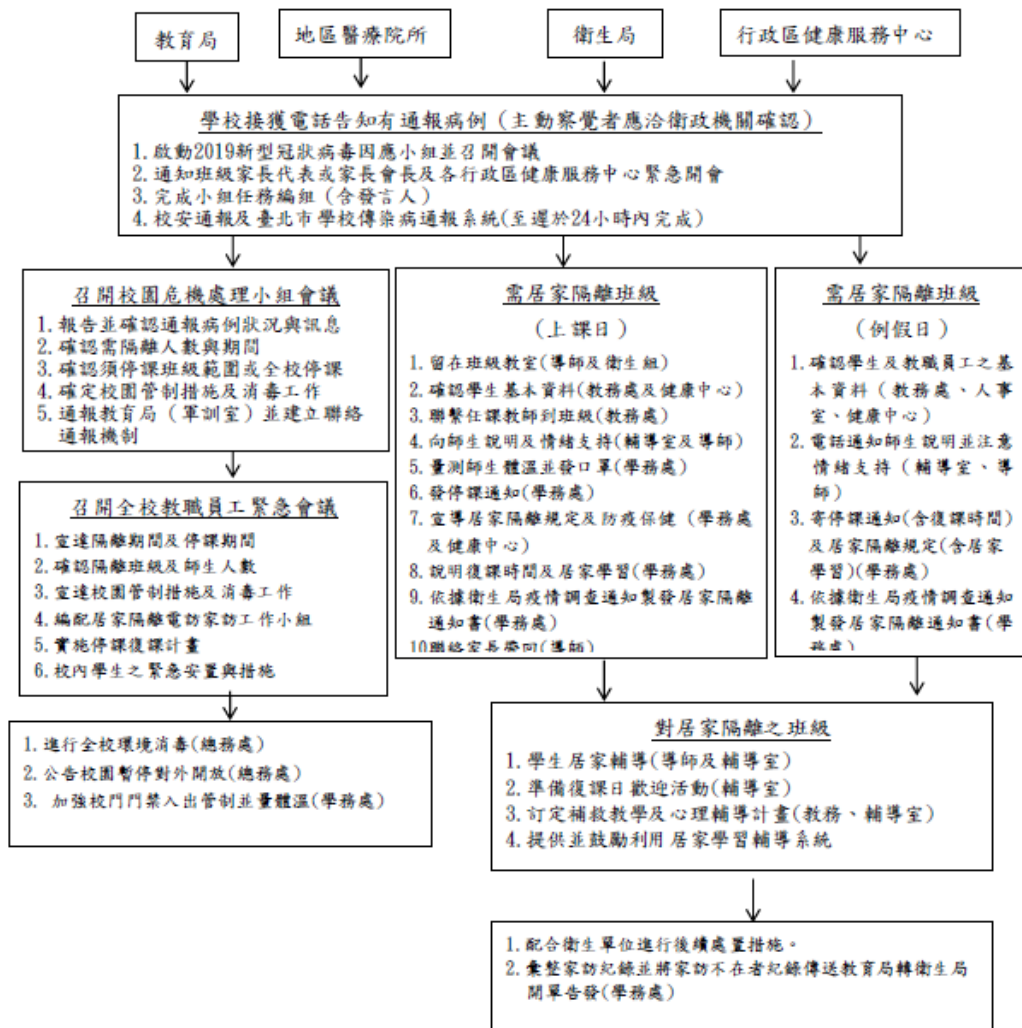 教育局
地區醫療院所
衛生局
行政區健康服務中心
學校接獲電話告知有通報病例(主動察覺者應洽衛政機關確認)
1. 啟動2019新型冠狀病毒因應小組並召開會議
2. 通知班級家長代表或家長會長及各行政區健康服務中心緊急開會
3. 完成小組任務編組(含發言人)
4. 校安通報及臺北市學校傳染病通報系統(至遲於24小時內完成)
召開校園危機處理小組會議
1. 報告並確認通報病例狀況與訊息
2. 確認需隔離人數與期間
3. 確認須停課班級範圍或全校停課
4. 確定校園管制措施及消毒工作
5. 通報教育局(軍訓室)並建立聯絡
通報機制
召開全校教職員工緊急會議
1. 宣達隔離期間及停課期間
2. 確認隔離班級及師生人數
3. 宣達校園管制措施及消毒工作
4. 編配居家隔離電訪家訪工作小組
5. 實施停課復課計畫
6. 校內學生之緊急安置與措施
1. 進行全校環境消毒(總務處)
2. 公告校園暫停對外開放(總務處)
3. 加強校門門禁入出管制並量體溫(學務處)
需居家隔離班級
(上課日)
1. 留在班級教室(導師及衛生組)
2. 確認學生基本資料(教務處及健康中心)
3. 聯繫任課教師到班級(教務處)
4. 向師生說明及情緒支持(輔導室及導師)
5. 量測師生體溫並發口罩(學務處)
6. 發停課通知(學務處)
7. 宣導居家隔離規定及防疫保健(學務處
及健康中心)
8. 說明復課時間及居家學習(學務處)
9. 依據衛生局疫情調查通知製發居家隔離
通知書(學務處)
10聯絡家長帶回(導師)
需居家隔離班級
(例假日)
1. 確認學生及教職員工之基
本資料(教務處、人事
室、健康中心)
2. 電話通知師生說明並注意
情緒支持(輔導室、導
師)
3. 寄停課通知(含復課時間)
及居家隔離規定(含居家
學習)(學務處)
4. 依據衛生局疫情調查通知
製發居家隔離通知書(學
務處)
對居家隔離之班級
1. 學生居家輔導(導師及輔導室)
2. 準備復課日歡迎活動(輔導室)
3. 訂定補救教學及心理輔導計畫(教務、輔導室)
4. 提供並鼓勵利用居家學習輔導系統
1. 配合衛生單位進行後續處置措施。
2. 彙整家訪紀錄並將家訪不在者紀錄傳送教育局轉衛生局
開單告發(學務處)